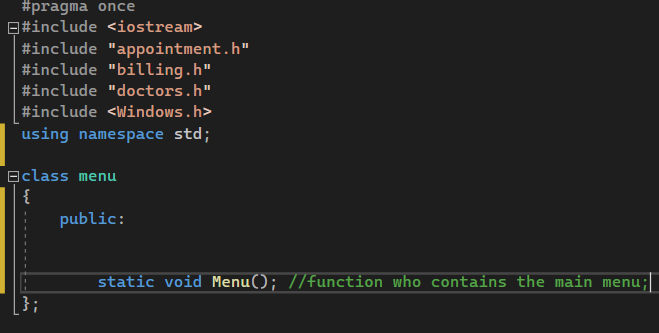 #pragma once
#include <iostream>
#include "appointment.h"
#include "billing.h"
#include "doctors.h"
#include <Windows.h>
using namespace std;
class menu
{
public:
static void Menu(); //function who contains the main menu;
};